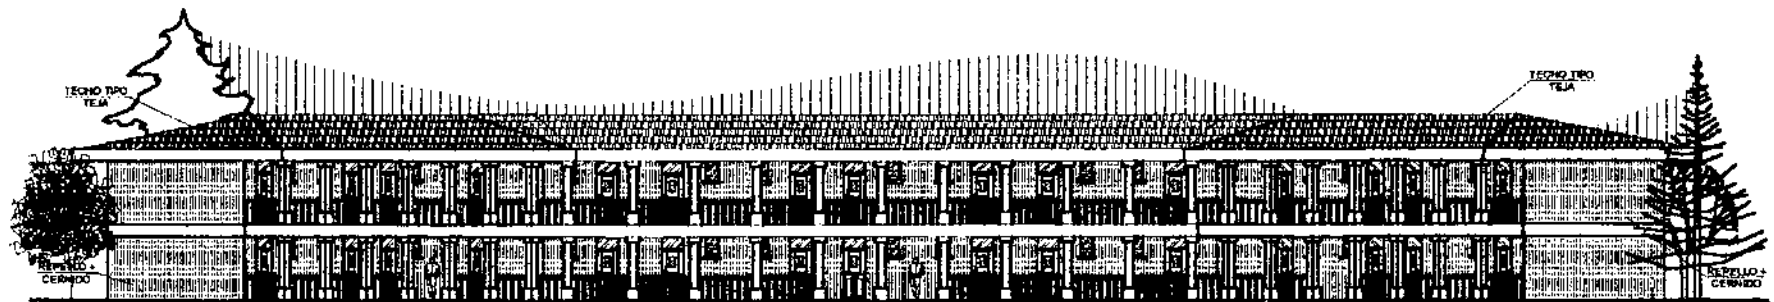 TECHO TIPO
TEJA
TECHO TIPO
TEJA
REPELLO +
CERNIDO
REPELLO +
CERNIDO